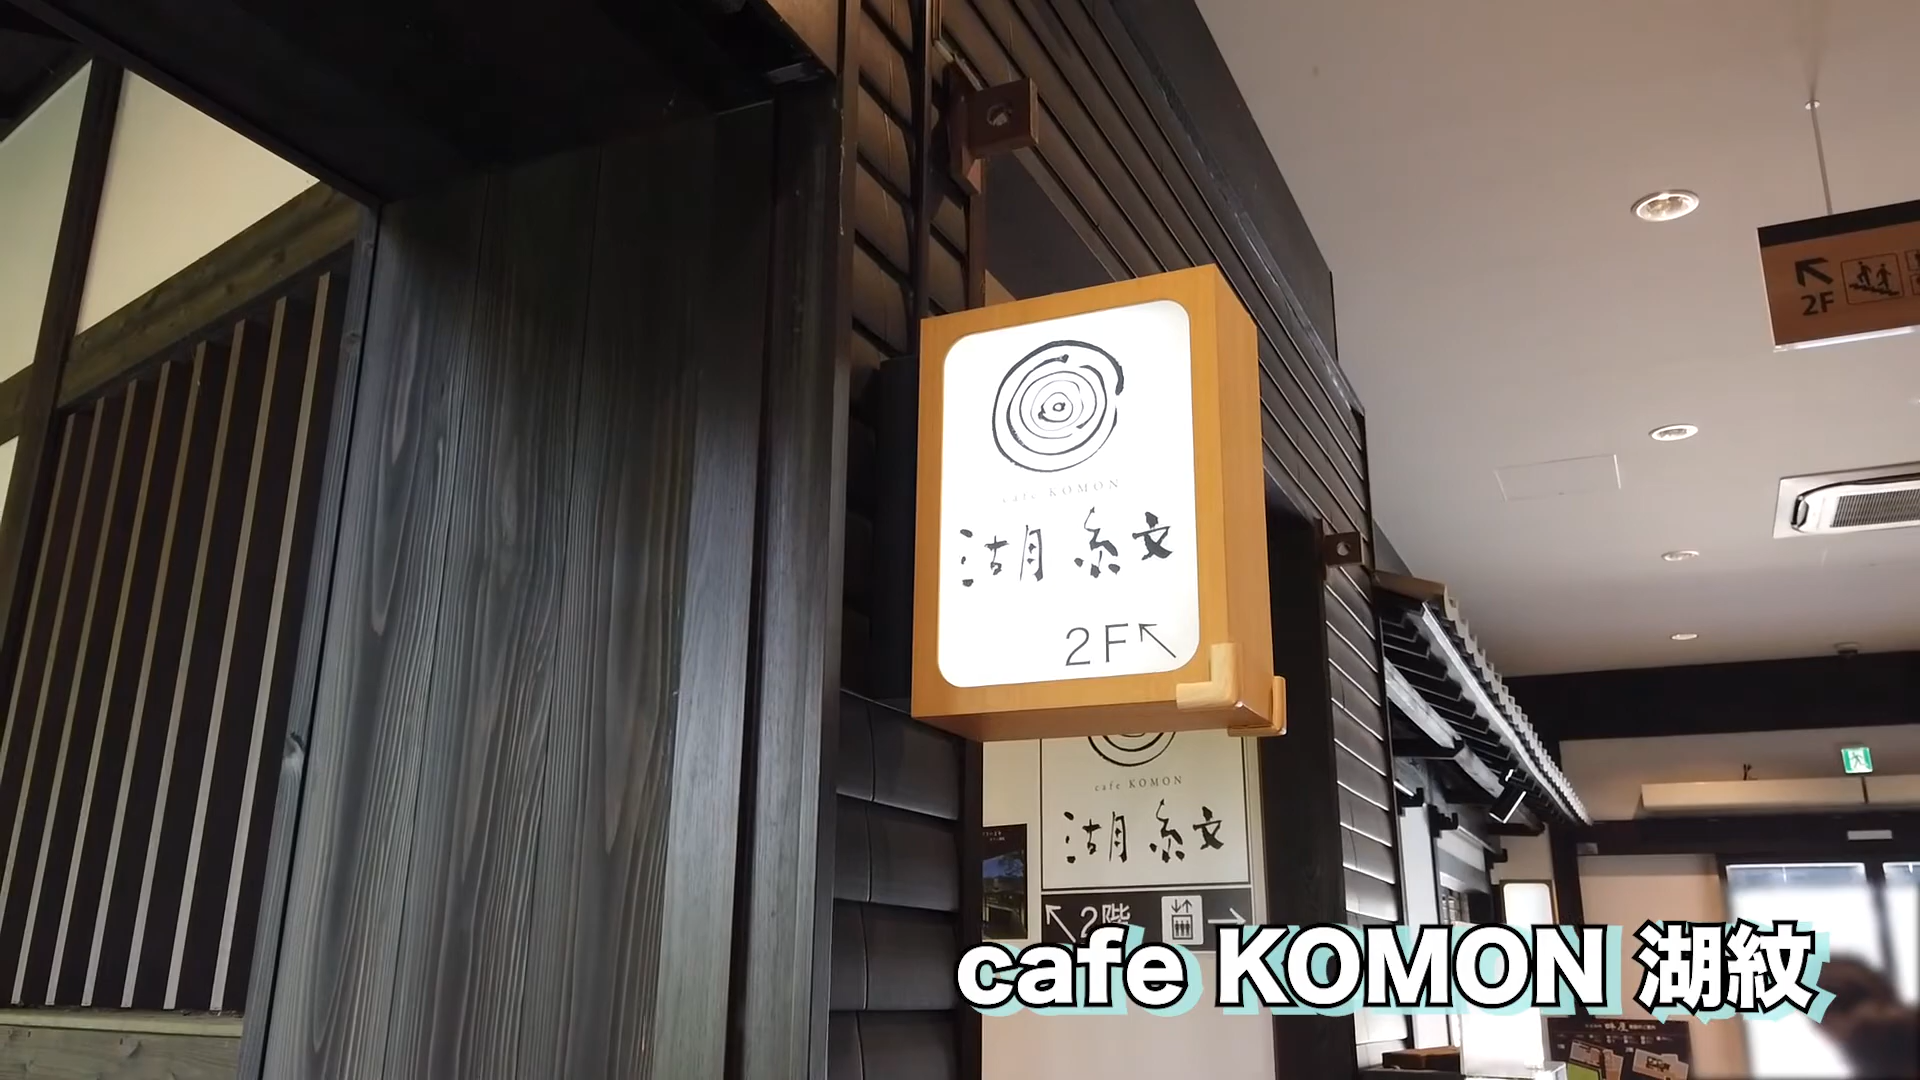 cafe KOMON
湖紋
2F↖
↖
2F
cafe KOMON
湖紋
↖2階
→
cafe KOMON 湖紋